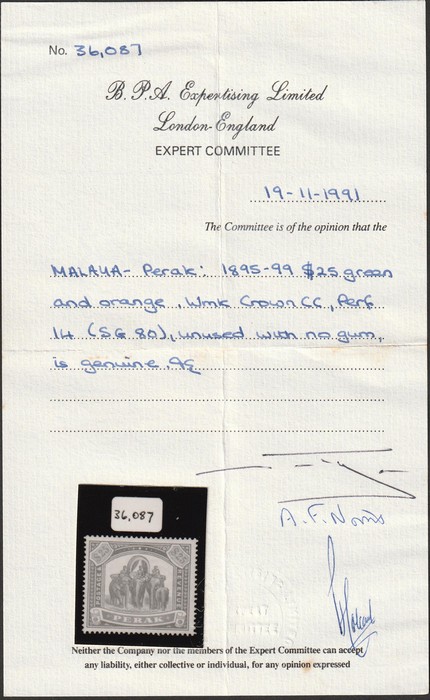 No. 36,087
B. P. A. Expertising Limited
London-England
EXPERT COMMITTEE
19-11-1991
The Committee is of the opinion that the
MALAYA- Perak: 1895-99 $25 green
and orange, Wmk Crown CC, Perf
14 (SG 80), unused with no gum,
is genuine.
A. F. Norris
36,087
POSTAGE & REVENUE
PERAK
Neither the Company nor the members of the Expert Committee can accept
any liability, either collective or individual, for any opinion expressed